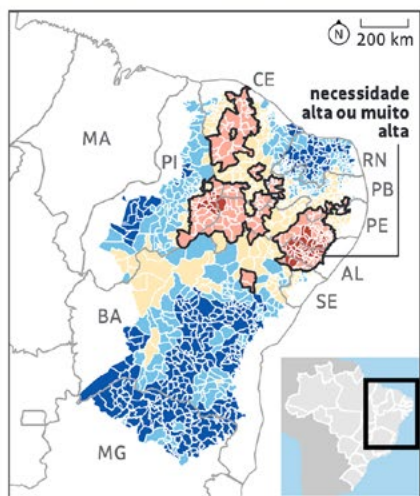 N
200 km
CE
necessidade
alta ou muito
alta
MA
PI
RN
PB
PE
AL
SE
BA
MG